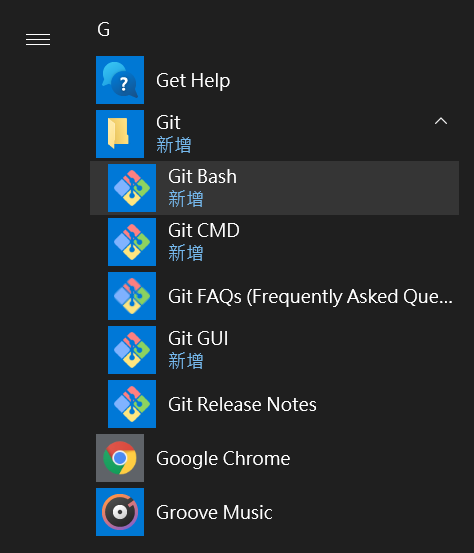 G
Get Help
Git
新增
Git Bash
新增
Git CMD
新增
Git FAQs (Frequently Asked Que...
Git GUI
新增
Git Release Notes
Google Chrome
Groove Music